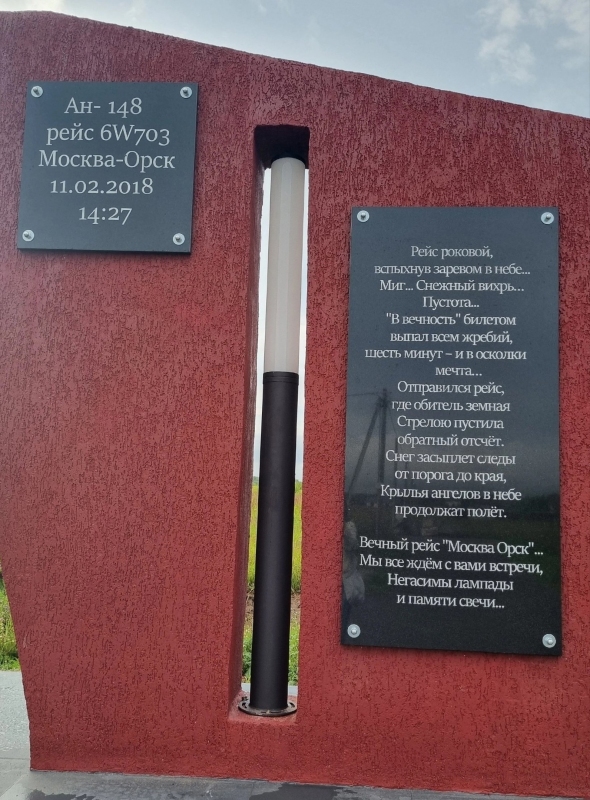 Ан- 148
рейс 6W703
Москва-Орск
11.02.2018
14:27
Рейс роковой,
вспыхнув заревом в небе...
Миг... Снежный вихрь...
Пустота...
"В вечность" билетом
выпал всем жребий,
шесть минут – и в осколки
мечта...
Отправился рейс,
где обитель земная
Стрелою пустила
обратный отсчёт.
Снег засыплет следы
от порога до края,
Крылья ангелов в небе
продолжат полёт.
Вечный рейс "Москва Орск"...
Мы все ждём с вами встречи,
Негасимы лампады
и памяти свечи...